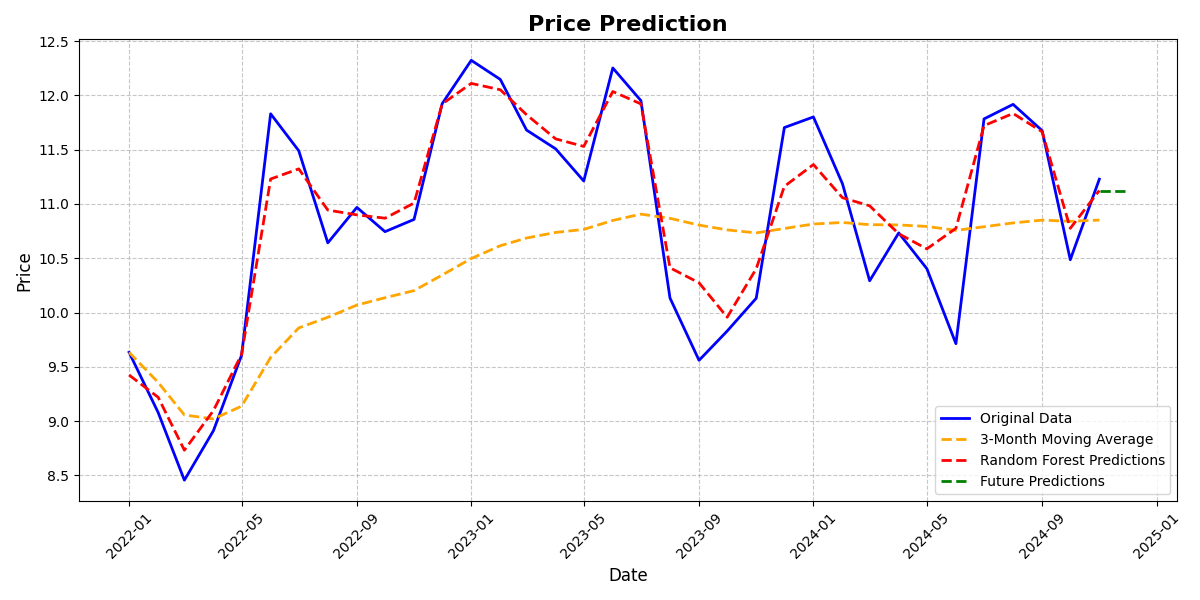 Price Prediction
Price
12.5
12.0
11.5
11.0
10.5
10.0
9.5
9.0
8.5
Original Data
3-Month Moving Average
Random Forest Predictions
Future Predictions
2022-01
2022-05
2022-09
2023-01
2023-05
2023-09
2024-01
2024-05
2024-09
2025-01
Date